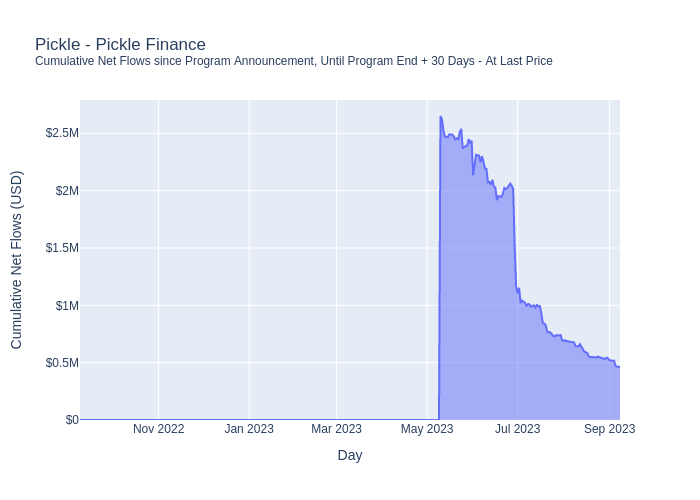 Pickle - Pickle Finance
Cumulative Net Flows since Program Announcement, Until Program End + 30 Days - At Last Price
Cumulative Net Flows (USD)
$2.5M
$2M
$1.5M
$1M
$0.5M
$0
Nov 2022
Jan 2023
Mar 2023
May 2023
Jul 2023
Sep 2023
Day